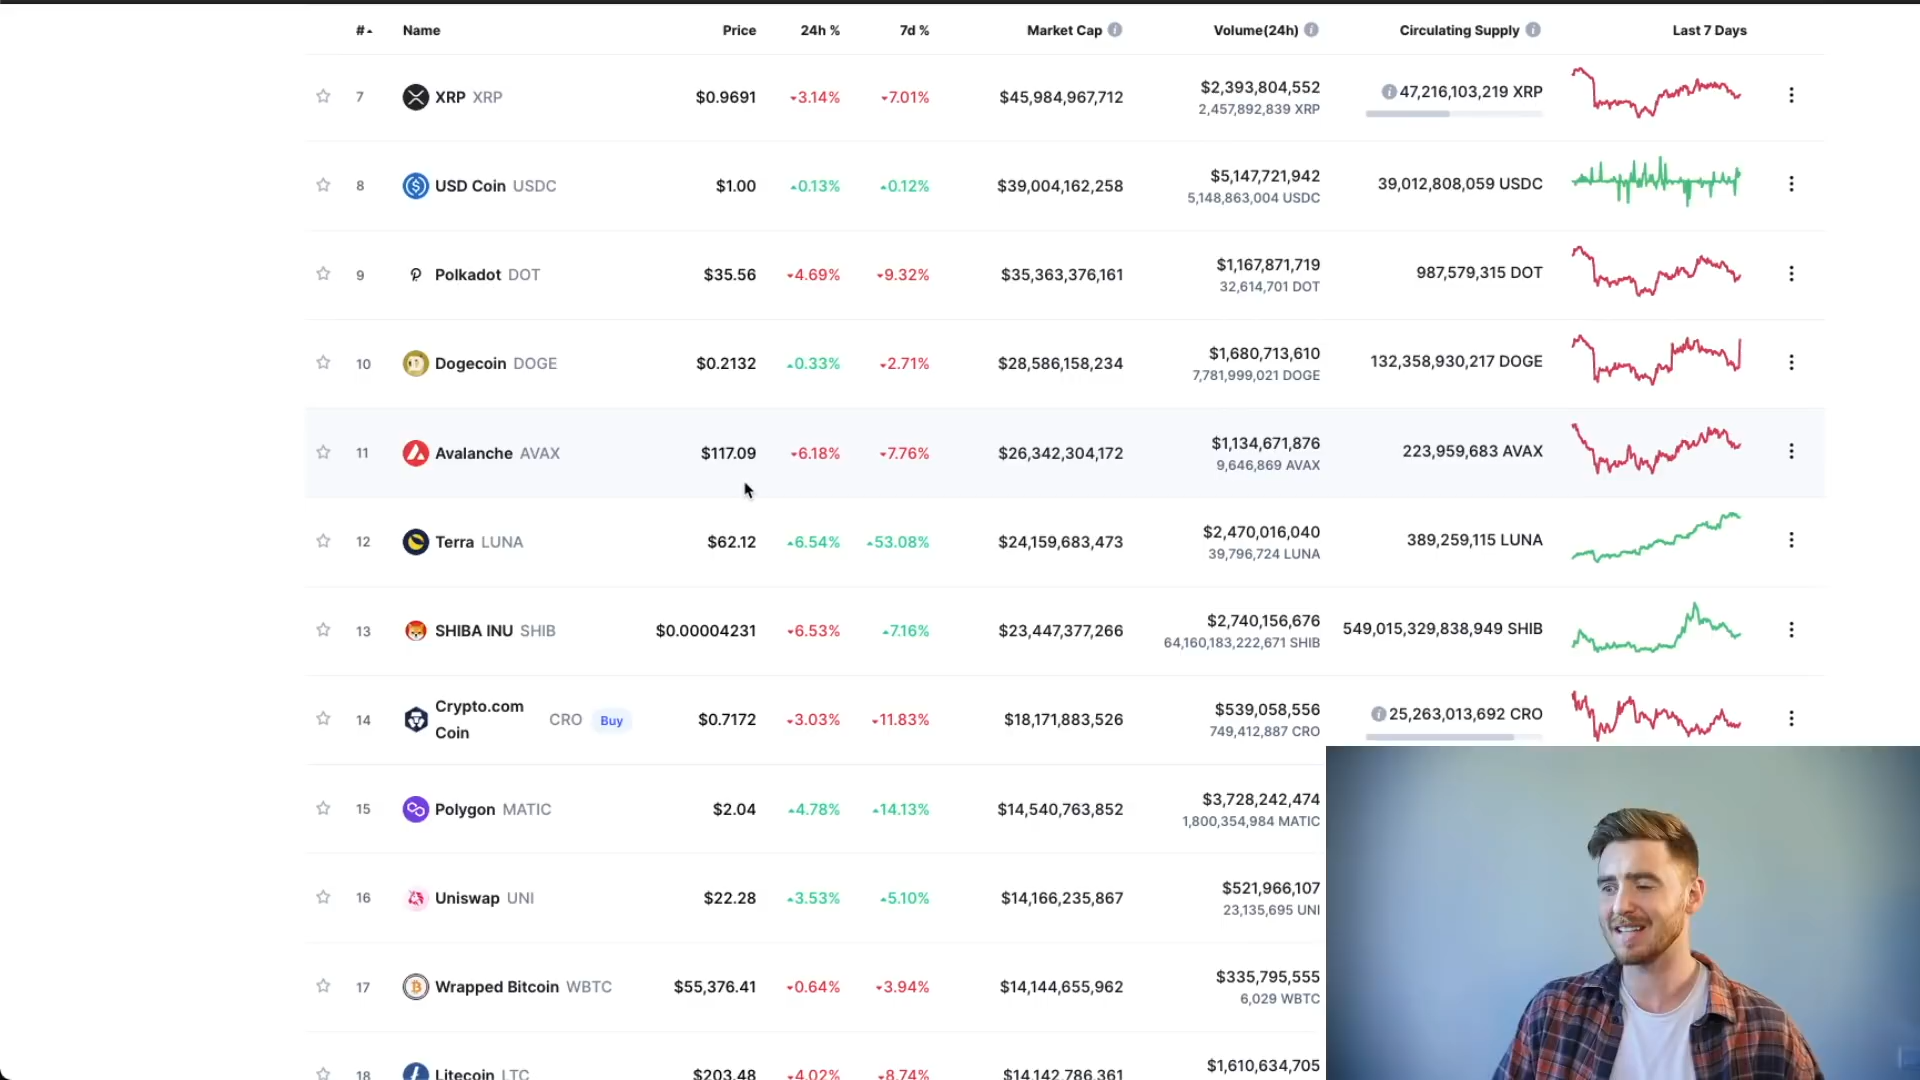 # Name Price 24h % 7d % Market Cap Volume(24h) Circulating Supply Last 7 Days
7 XRP XRP $0.9691 3.14% 7.01% $45,984,967,712 $2,393,804,552 47,216,103,219 XRP
2,457,892,839 XRP
8 USD Coin USDC $1.00 0.13% 0.12% $39,004,162,258 $5,147,721,942 39,012,808,059 USDC
5,148,863,004 USDC
9 Polkadot DOT $35.56 4.69% 9.32% $35,363,376,161 $1,167,871,719 987,579,315 DOT
32,614,701 DOT
10 Dogecoin DOGE $0.2132 0.33% 2.71% $28,586,158,234 $1,680,713,610 132,358,930,217 DOGE
7,781,999,021 DOGE
11 Avalanche AVAX $117.09 6.18% 7.76% $26,342,304,172 $1,134,671,876 223,959,683 AVAX
9,646,869 AVAX
12 Terra LUNA $62.12 6.54% 53.08% $24,159,683,473 $2,470,016,040 389,259,115 LUNA
39,796,724 LUNA
13 SHIBA INU SHIB $0.00004231 6.53% 7.16% $23,447,377,266 $2,740,156,676 549,015,329,838,949 SHIB
64,160,183,222,671 SHIB
14 Crypto.com Coin CRO Buy $0.7172 3.03% 11.83% $18,171,883,526 $539,058,556 25,263,013,692 CRO
749,412,887 CRO
15 Polygon MATIC $2.04 4.78% 14.13% $14,540,763,852 $3,728,242,474
1,800,354,984 MATIC
16 Uniswap UNI $22.28 3.53% 5.10% $14,166,235,867 $521,966,107
23,135,695 UNI
17 Wrapped Bitcoin WBTC $55,376.41 0.64% 3.94% $14,144,655,962 $335,795,555
6,029 WBTC
18 Litecoin LTC $203.48 4.02% 8.74% $14,142,786,361 $1,610,634,705